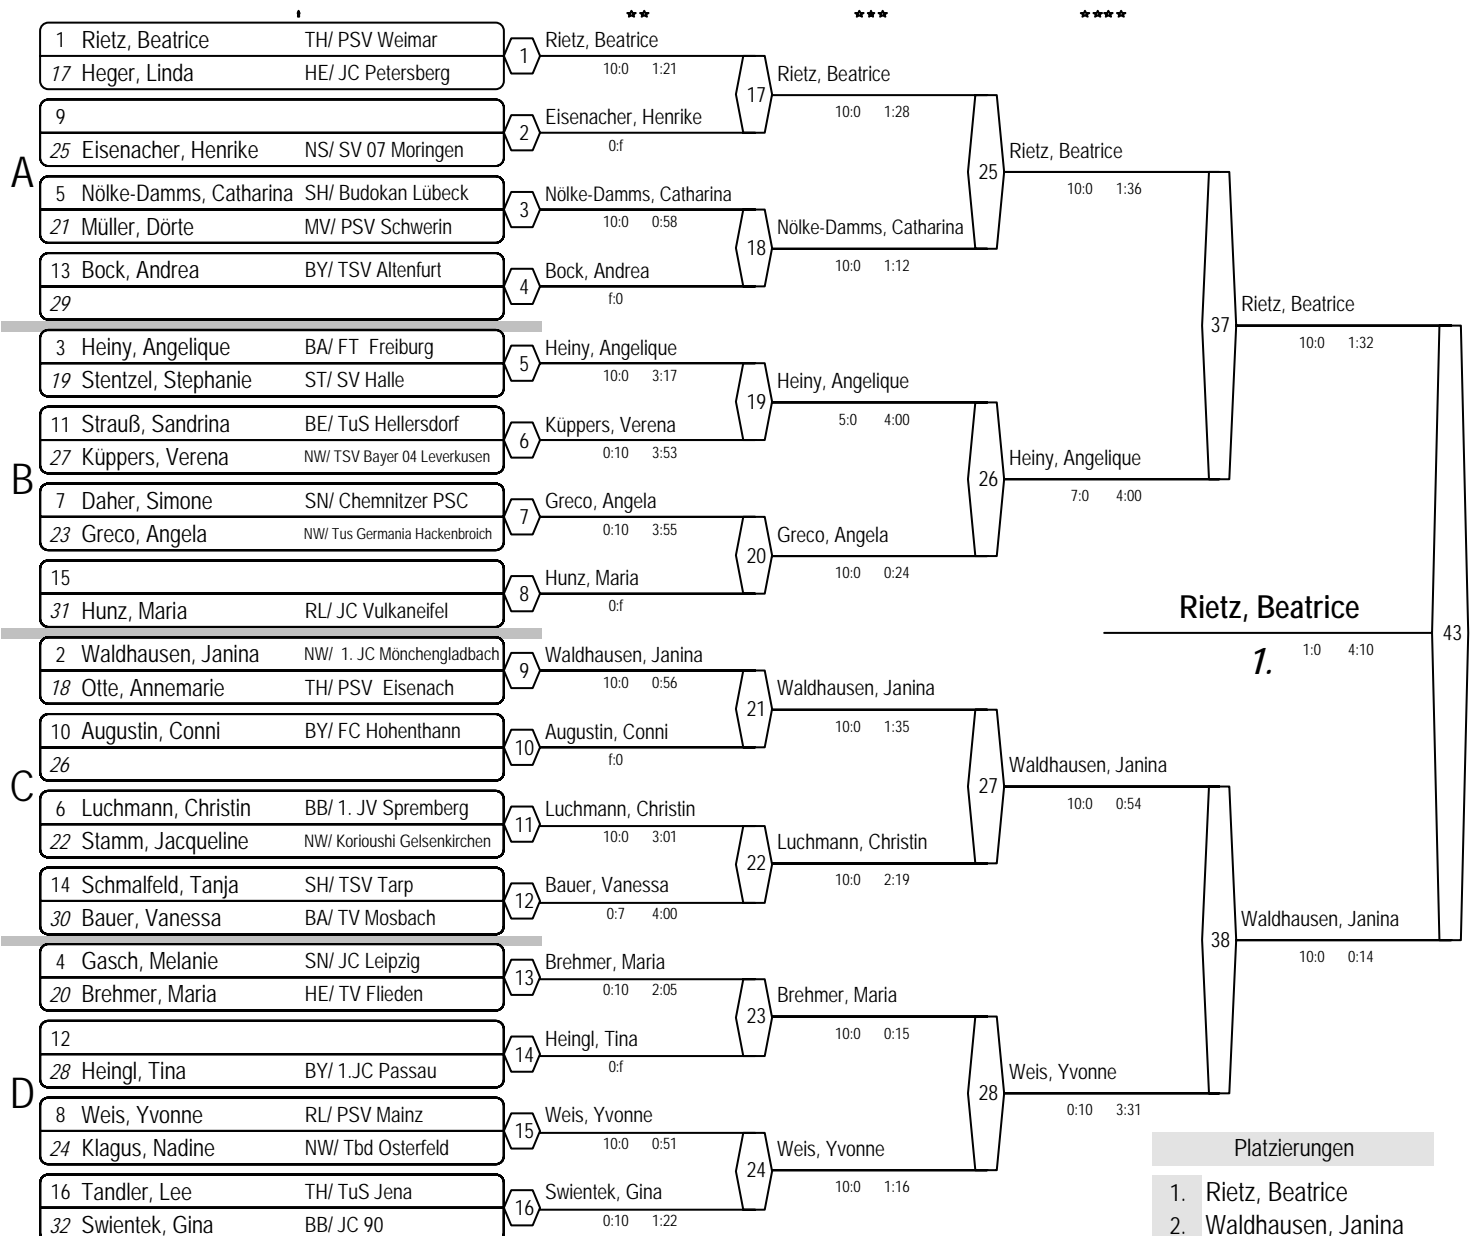 * ** *** ****
1 Rietz, Beatrice TH/ PSV Weimar
17 Heger, Linda HE/ JC Petersberg
9
25 Eisenacher, Henrike NS/ SV 07 Moringen
A
5 Nölke-Damms, Catharina SH/ Budokan Lübeck
21 Müller, Dörte MV/ PSV Schwerin
13 Bock, Andrea BY/ TSV Altenfurt
29
3 Heiny, Angelique BA/ FT Freiburg
19 Stentzel, Stephanie ST/ SV Halle
11 Strauß, Sandrina BE/ TuS Hellersdorf
27 Küppers, Verena NW/ TSV Bayer 04 Leverkusen
B
7 Daher, Simone SN/ Chemnitzer PSC
23 Greco, Angela NW/ Tus Germania Hackenbroich
15
31 Hunz, Maria RL/ JC Vulkaneifel
2 Waldhausen, Janina NW/ 1. JC Mönchengladbach
18 Otte, Annemarie TH/ PSV Eisenach
10 Augustin, Conni BY/ FC Hohenthann
26
C
6 Luchmann, Christin BB/ 1. JV Spremberg
22 Stamm, Jacqueline NW/ Korioushi Gelsenkirchen
14 Schmalfeld, Tanja SH/ TSV Tarp
30 Bauer, Vanessa BA/ TV Mosbach
4 Gasch, Melanie SN/ JC Leipzig
20 Brehmer, Maria HE/ TV Flieden
12
28 Heingl, Tina BY/ 1.JC Passau
D
8 Weis, Yvonne RL/ PSV Mainz
24 Klagus, Nadine NW/ Tbd Osterfeld
16 Tandler, Lee TH/ TuS Jena
32 Swientek, Gina BB/ JC 90
1 Rietz, Beatrice
10:0 1:21
2 Eisenacher, Henrike
0:f
3 Nölke-Damms, Catharina
10:0 0:58
4 Bock, Andrea
f:0
5 Heiny, Angelique
10:0 3:17
6 Küppers, Verena
0:10 3:53
7 Greco, Angela
0:10 3:55
8 Hunz, Maria
0:f
9 Waldhausen, Janina
10:0 0:56
10 Augustin, Conni
f:0
11 Luchmann, Christin
10:0 3:01
12 Bauer, Vanessa
0:7 4:00
13 Brehmer, Maria
0:10 2:05
14 Heingl, Tina
0:f
15 Weis, Yvonne
10:0 0:51
16 Swientek, Gina
0:10 1:22
17 Rietz, Beatrice
10:0 1:28
18 Nölke-Damms, Catharina
10:0 1:12
19 Heiny, Angelique
5:0 4:00
20 Greco, Angela
10:0 0:24
21 Waldhausen, Janina
10:0 1:35
22 Luchmann, Christin
10:0 2:19
23 Brehmer, Maria
10:0 0:15
24 Weis, Yvonne
10:0 1:16
25 Rietz, Beatrice
10:0 1:36
26 Heiny, Angelique
7:0 4:00
27 Waldhausen, Janina
10:0 0:54
28 Weis, Yvonne
0:10 3:31
37 Rietz, Beatrice
10:0 1:32
38 Waldhausen, Janina
10:0 0:14
Rietz, Beatrice 43
1. 1:0 4:10
Platzierungen
1. Rietz, Beatrice
2. Waldhausen, Janina